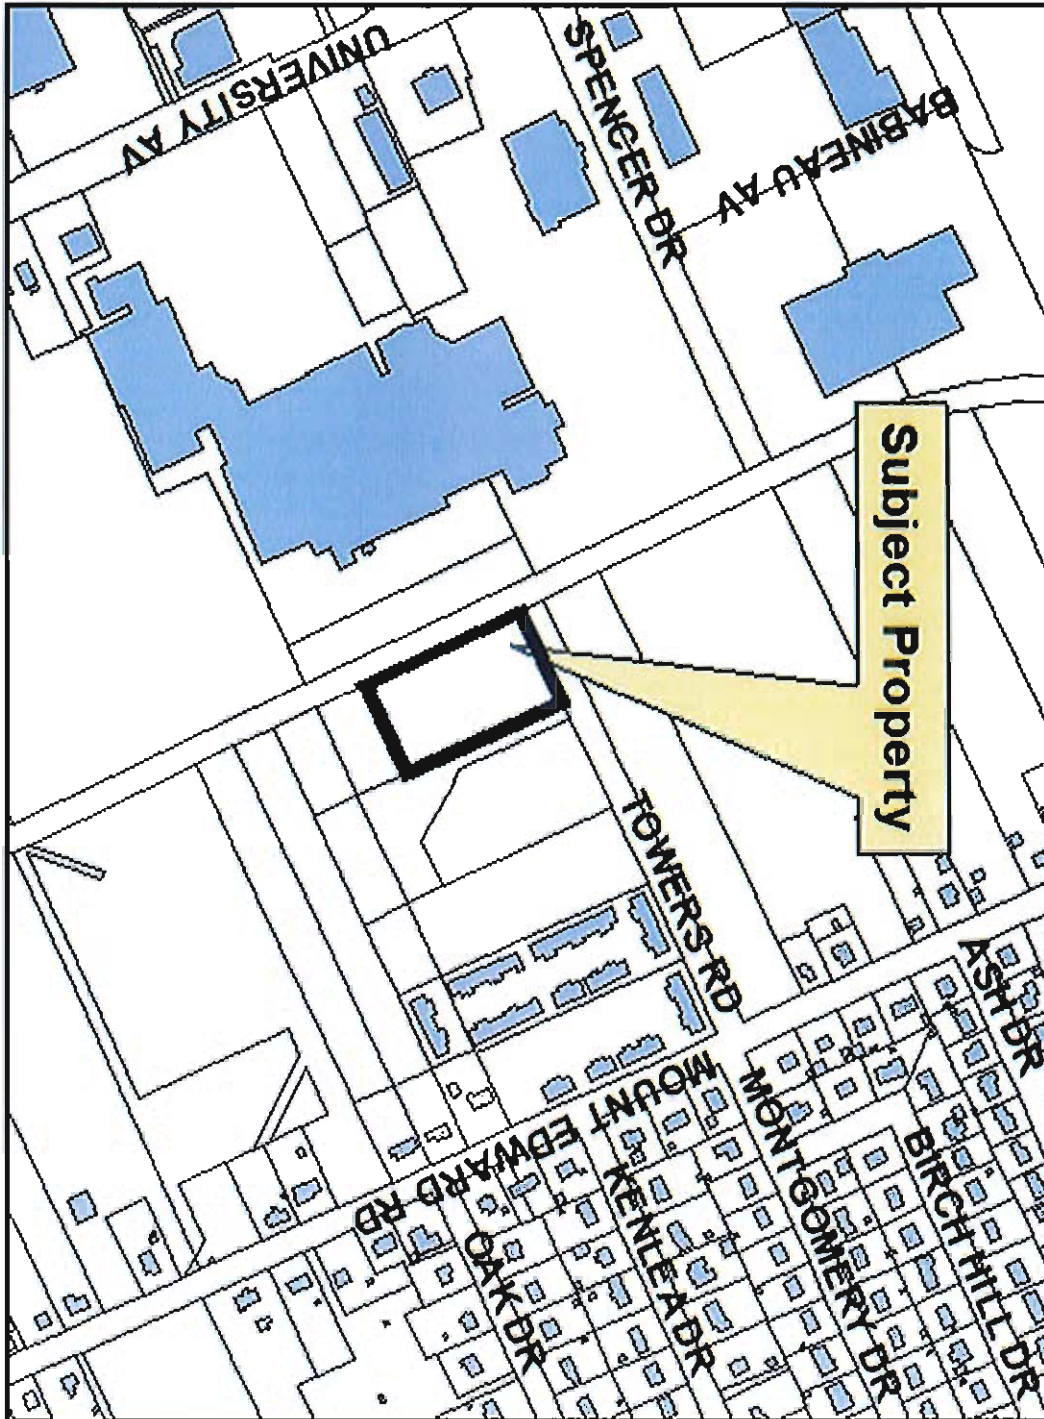 UNIVERSITY AV
SPENCER DR
BABINEAU AV
Subject Property
TOWERS RD
ASH DR
MOUNT EDWARD RD
MONTGOMERY DR
BIRCH HILL DR
KENLEA DR
OAK DR